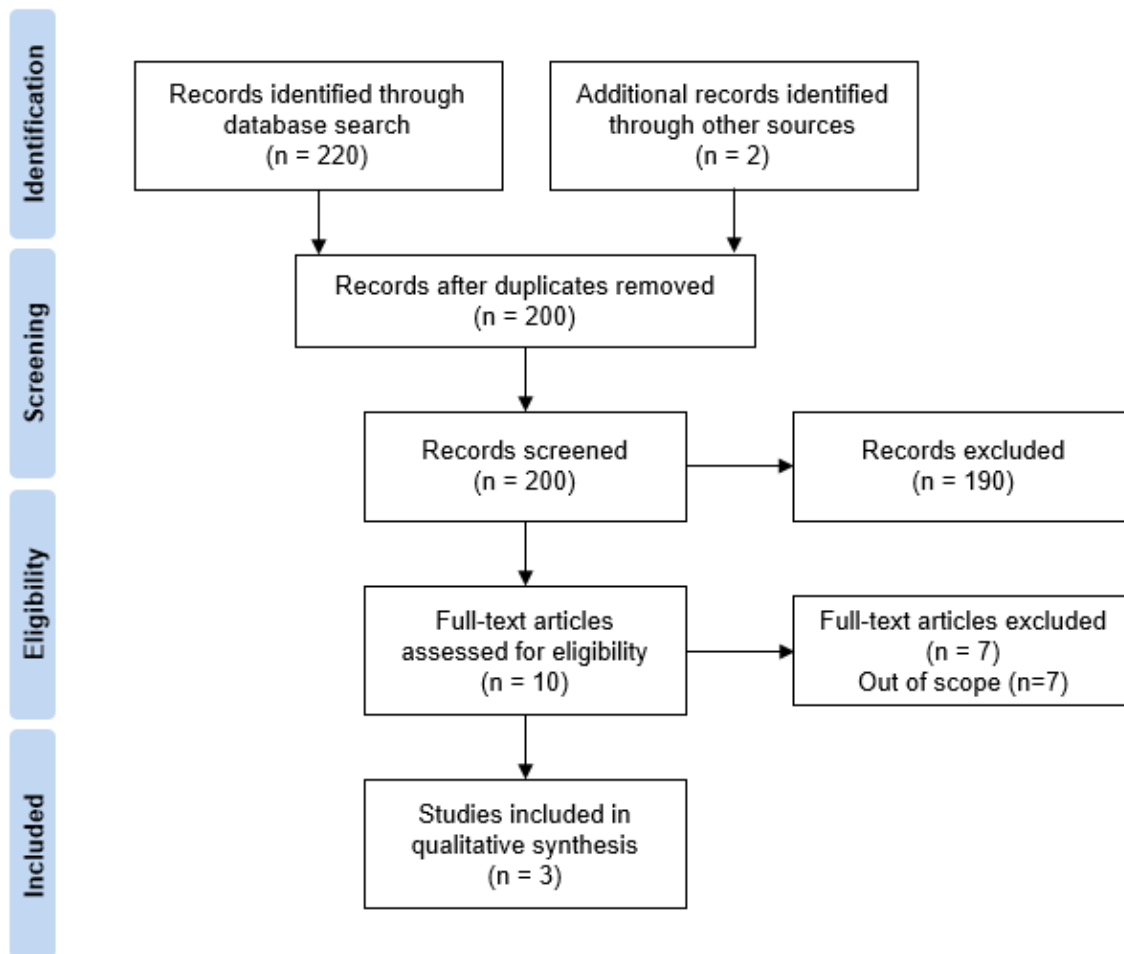 Identification
Records identified through
database search
(n = 220)
Additional records identified
through other sources
(n = 2)
Screening
Records after duplicates removed
(n = 200)
Records screened
(n = 200)
Records excluded
(n = 190)
Eligibility
Full-text articles
assessed for eligibility
(n = 10)
Full-text articles excluded
(n = 7)
Out of scope (n=7)
Included
Studies included in
qualitative synthesis
(n = 3)